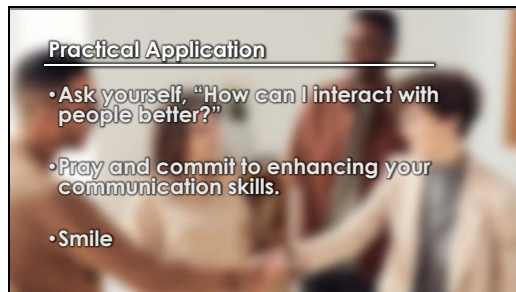 Practical Application
•Ask yourself, “How can I interact with
people better?”
•Pray and commit to enhancing your
communication skills.
•Smile